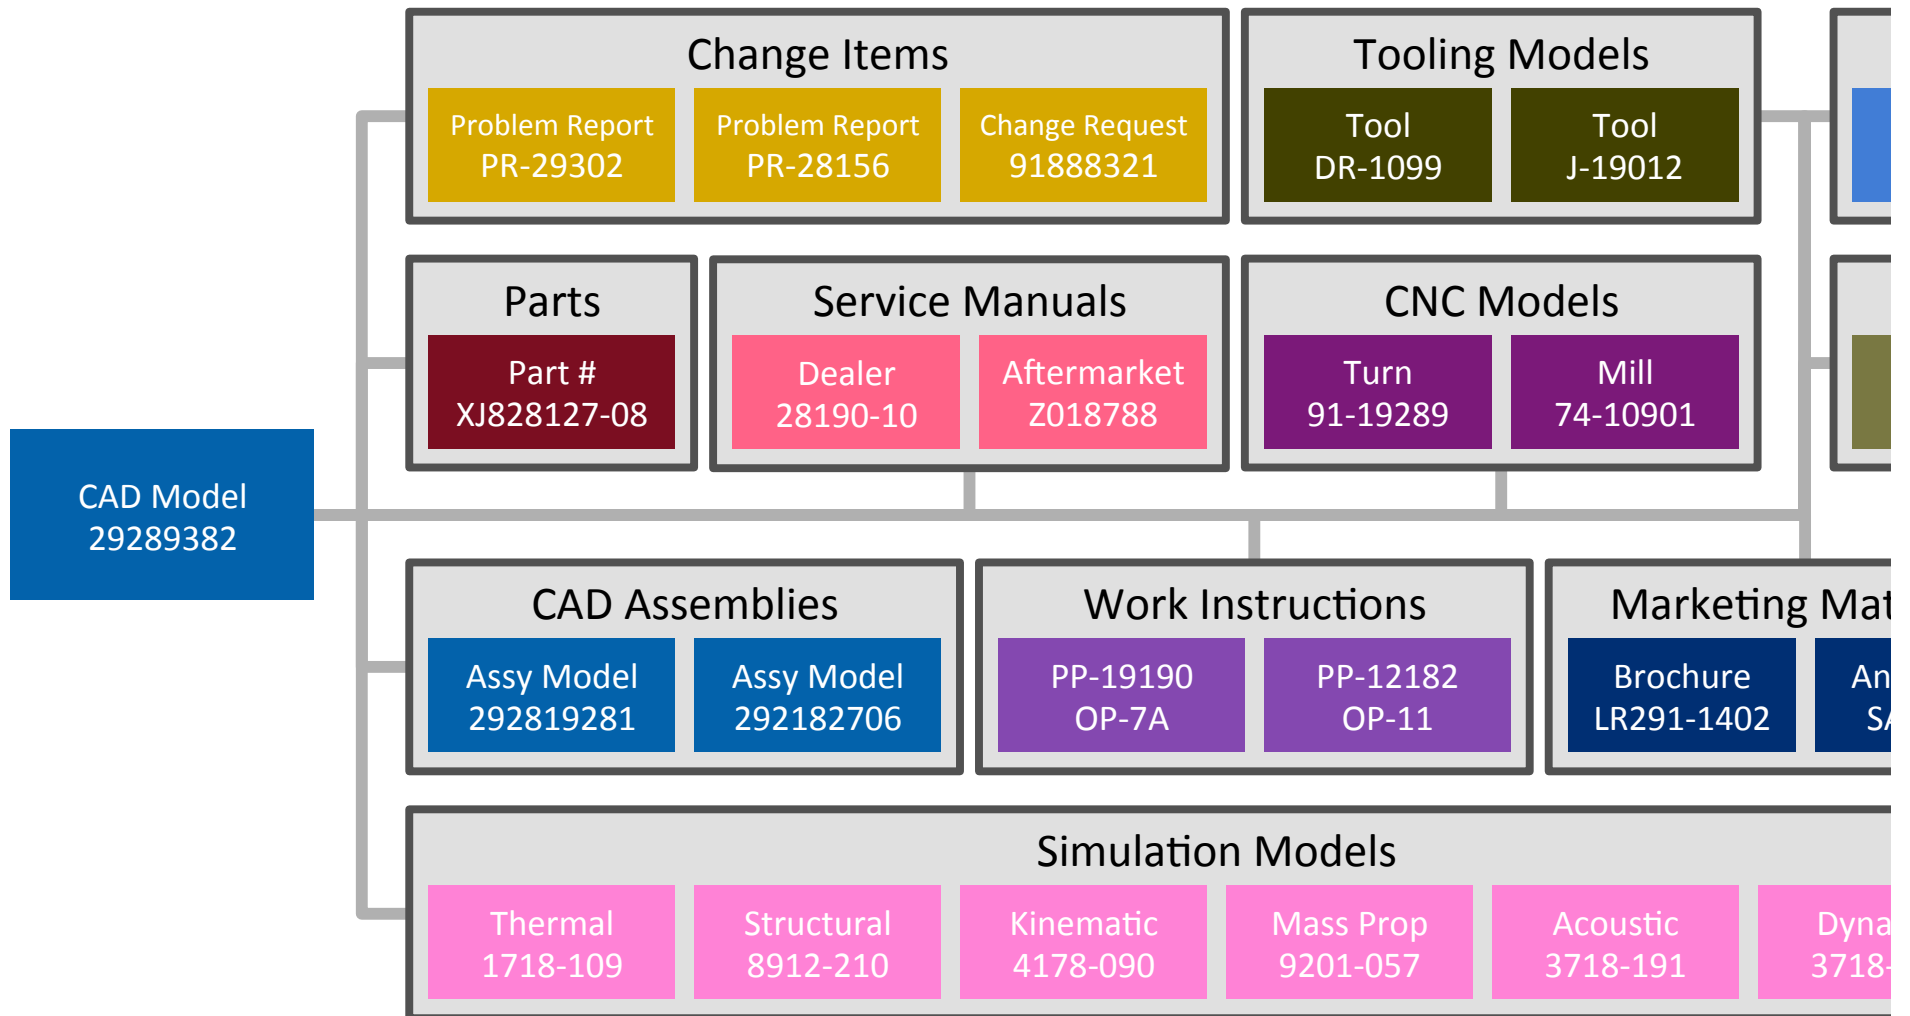 Change Items
Problem Report
PR-29302
Problem Report
PR-28156
Change Request
91888321
Tooling Models
Tool
DR-1099
Tool
J-19012
Parts
Part #
XJ828127-08
Service Manuals
Dealer
28190-10
Aftermarket
Z018788
CNC Models
Turn
91-19289
Mill
74-10901
CAD Model
29289382
CAD Assemblies
Assy Model
292819281
Assy Model
292182706
Work Instructions
PP-19190
OP-7A
PP-12182
OP-11
Marketing
Brochure
LR291-1402
Simulation Models
Thermal
1718-109
Structural
8912-210
Kinematic
4178-090
Mass Prop
9201-057
Acoustic
3718-191